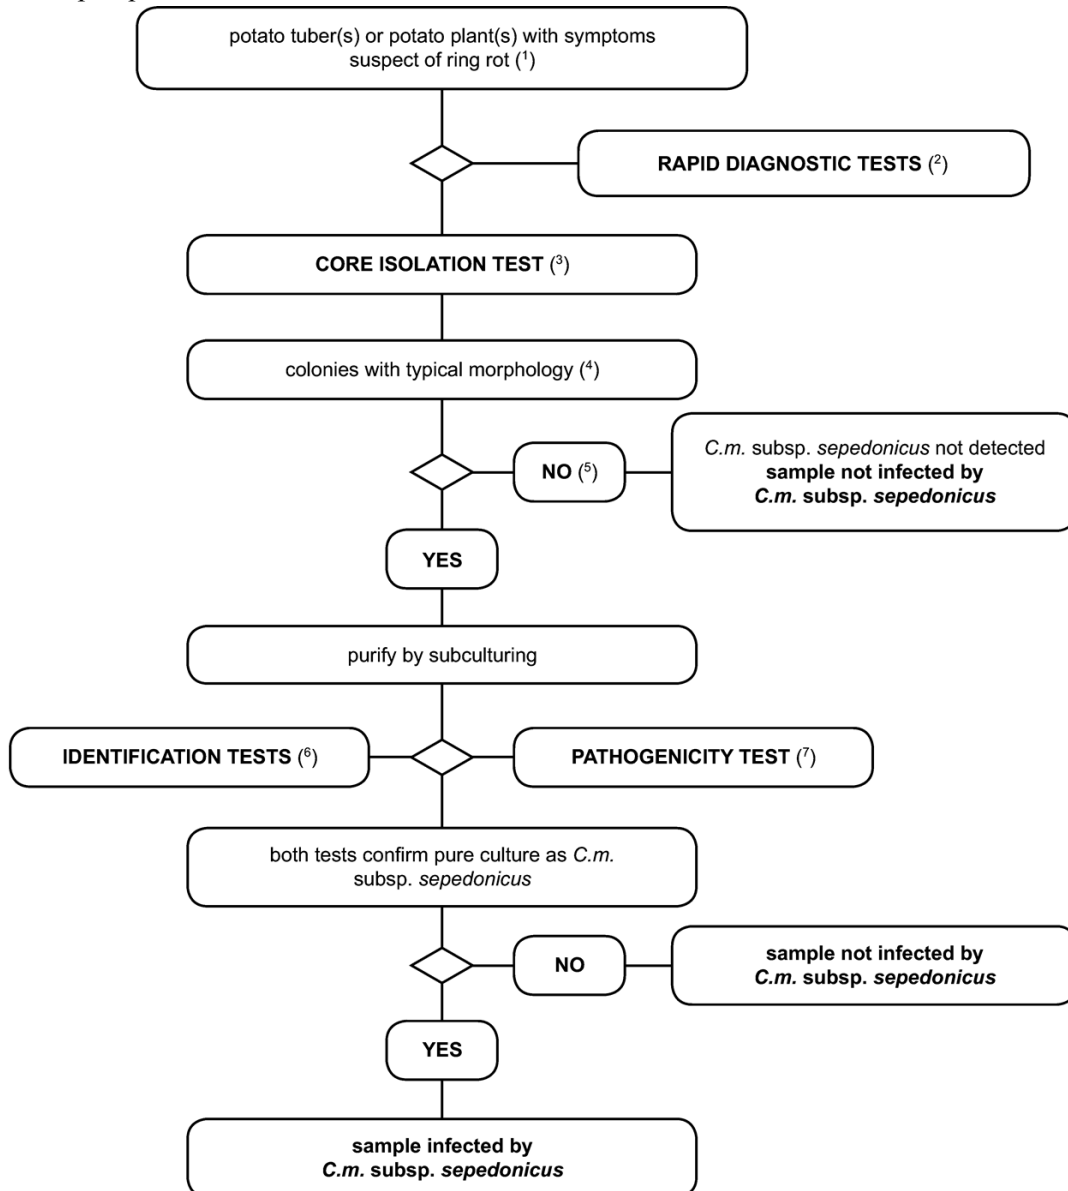 potato tuber(s) or potato plant(s) with symptoms
suspect of ring rot (¹)
RAPID DIAGNOSTIC TESTS (²)
CORE ISOLATION TEST (³)
colonies with typical morphology (⁴)
NO (⁵)
C.m. subsp. sepedonicus not detected
sample not infected by
C.m. subsp. sepedonicus
YES
purify by subculturing
IDENTIFICATION TESTS (⁶)
PATHOGENICITY TEST (⁷)
both tests confirm pure culture as C.m.
subsp. sepedonicus
NO
sample not infected by
C.m. subsp. sepedonicus
YES
sample infected by
C.m. subsp. sepedonicus